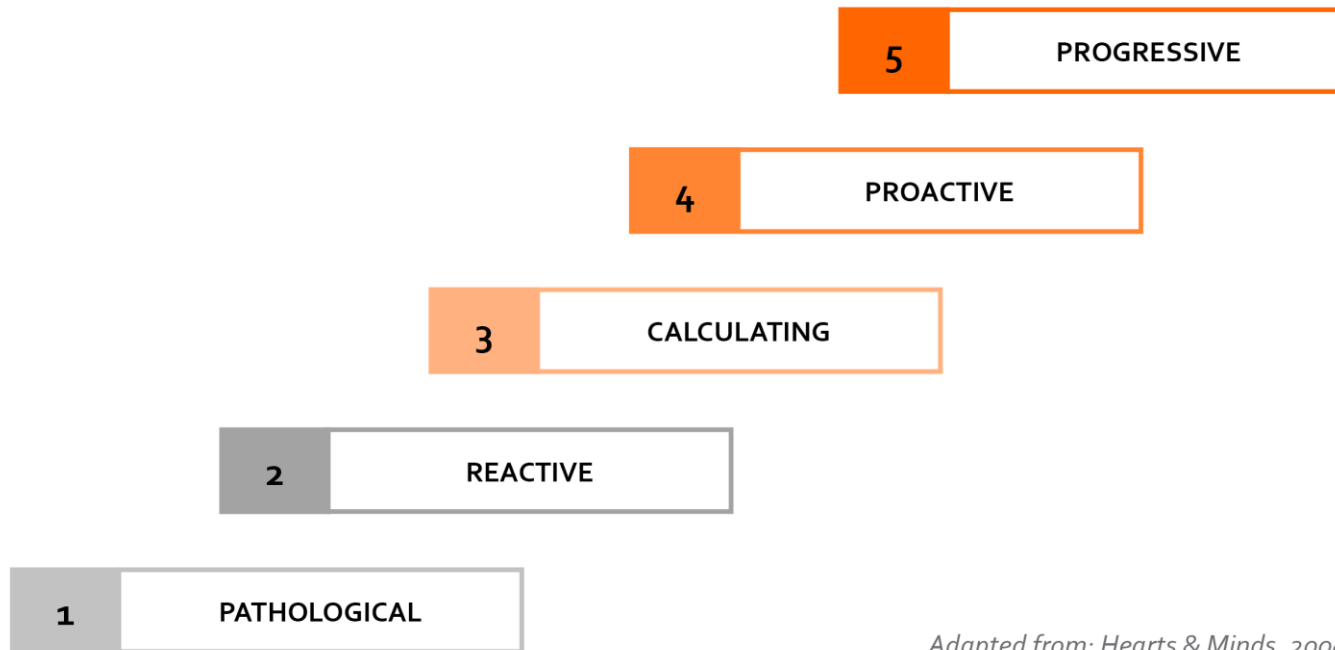 5 PROGRESSIVE
4 PROACTIVE
3 CALCULATING
2 REACTIVE
1 PATHOLOGICAL
Adapted from: Hearts & Minds,